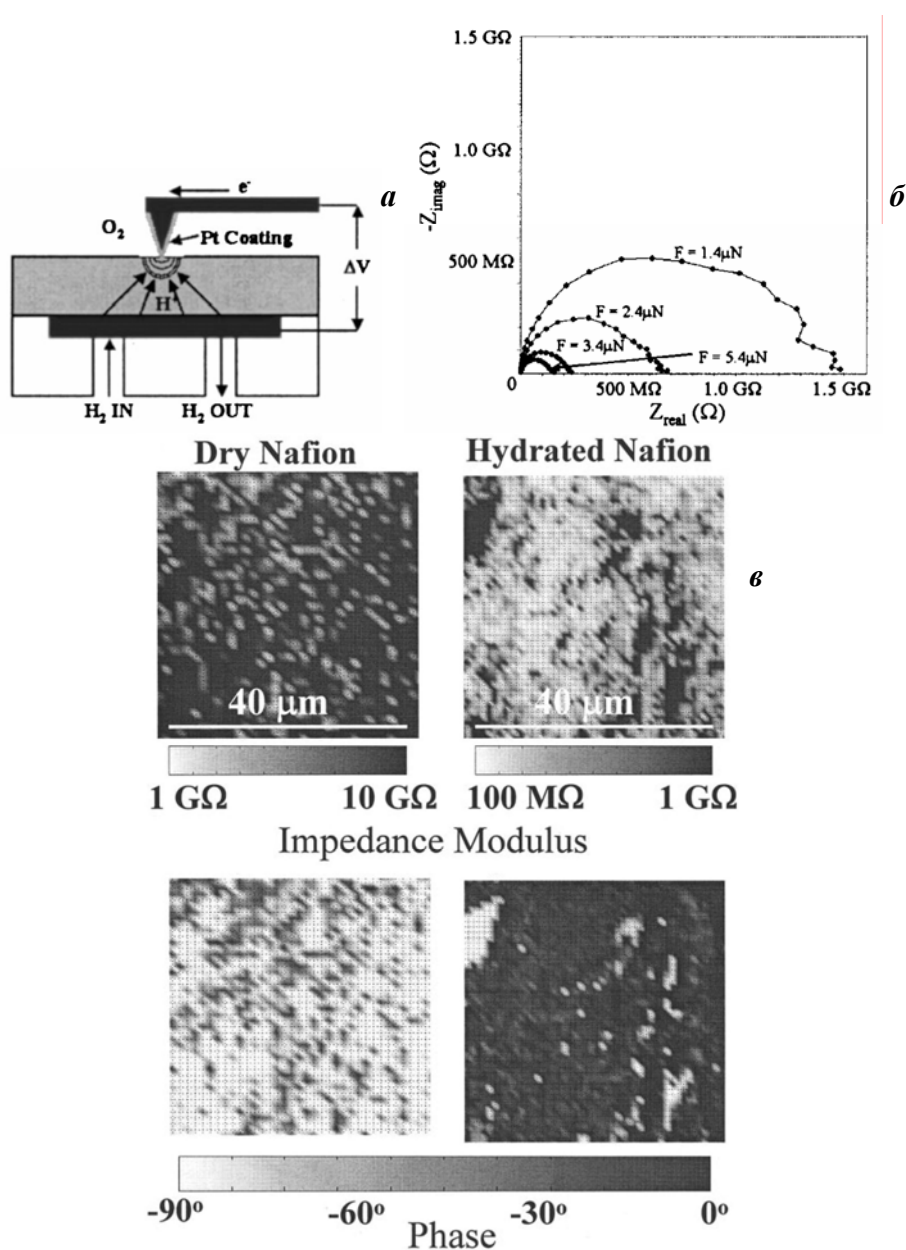 e⁻
а
O₂
Pt Coating
ΔV
H⁺
H₂ IN
H₂ OUT
1.5 GΩ
1.0 GΩ
500 MΩ
0
-Z_imag (Ω)
б
F = 1.4μN
F = 2.4μN
F = 3.4μN
F = 5.4μN
500 MΩ
1.0 GΩ
1.5 GΩ
Z_real (Ω)
Dry Nafion
Hydrated Nafion
в
40 μm
40 μm
1 GΩ
10 GΩ
100 MΩ
1 GΩ
Impedance Modulus
-90°
-60°
-30°
0°
Phase